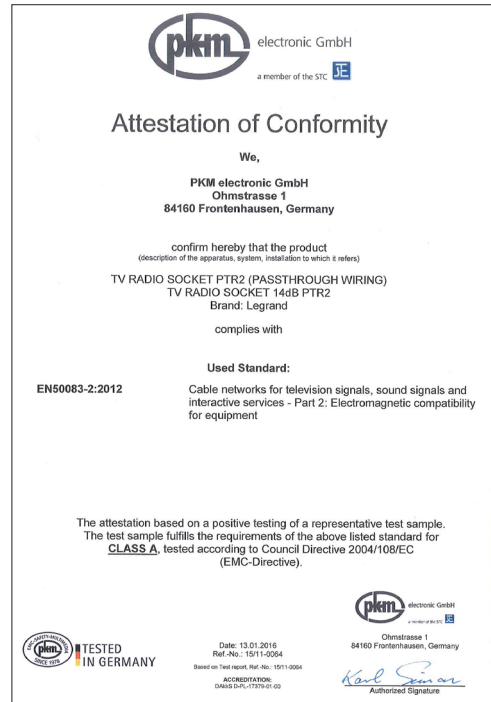 pkm electronic GmbH
a member of the STC
Attestation of Conformity
We,
PKM electronic GmbH
Ohmstrasse 1
84160 Frontenhausen, Germany
confirm hereby that the product
(description of the apparatus, system, installation to which it refers)
TV RADIO SOCKET PTR2 (PASSTHROUGH WIRING)
TV RADIO SOCKET 14dB PTR2
Brand: Legrand
complies with
Used Standard:
EN50083-2:2012 Cable networks for television signals, sound signals and
interactive services - Part 2: Electromagnetic compatibility
for equipment
The attestation based on a positive testing of a representative test sample.
The test sample fulfills the requirements of the above listed standard for
CLASS A, tested according to Council Directive 2004/108/EC
(EMC-Directive).
pkm electronic GmbH
a member of the STC
EMC-SAFETY-MULTIMEDIA
pkm
SINCE 1978
TESTED
IN GERMANY
Date: 13.01.2016
Ref.-No.: 15/11-0064
Based on Test report, Ref.-No.: 15/11-0064
ACCREDITATION:
DAkkS D-PL-17379-01-00
Ohmstrasse 1
84160 Frontenhausen, Germany
Karl
Authorized Signature